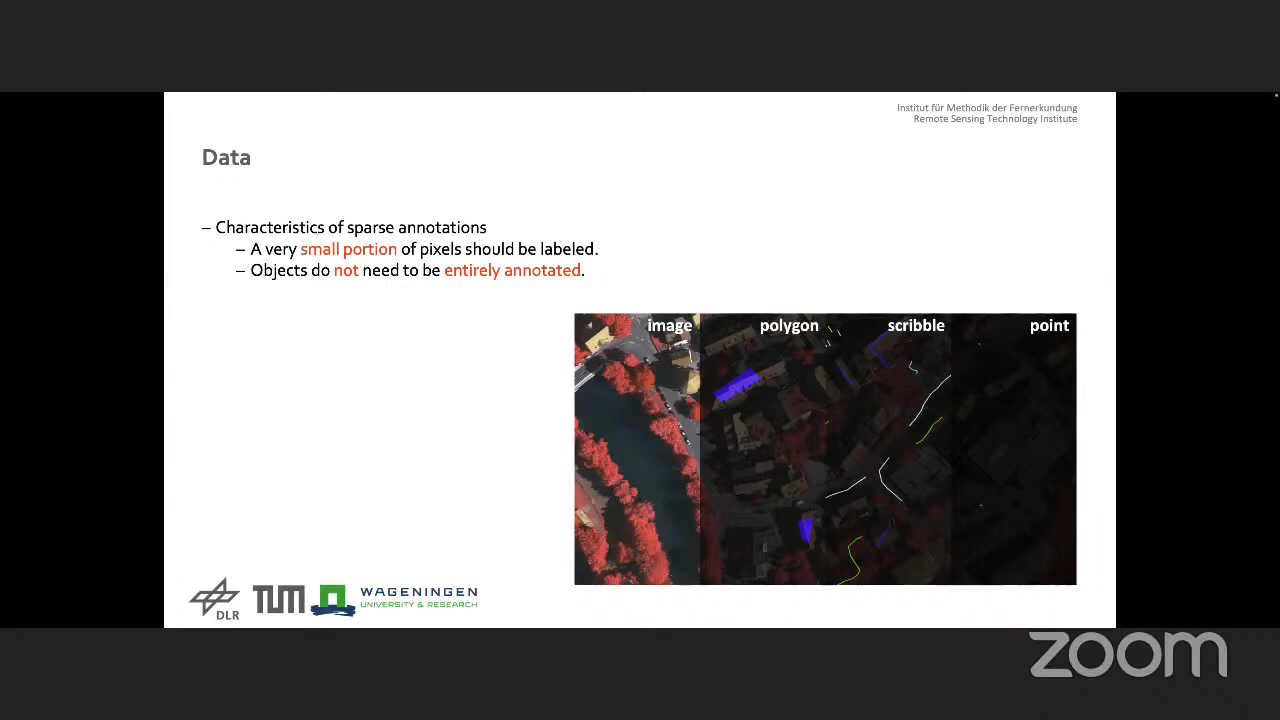 Institut für Methodik der Fernerkundung
Remote Sensing Technology Institute
Data
– Characteristics of sparse annotations
– A very small portion of pixels should be labeled.
– Objects do not need to be entirely annotated.
image polygon scribble point
DLR TUM WAGENINGEN
UNIVERSITY & RESEARCH
zoom